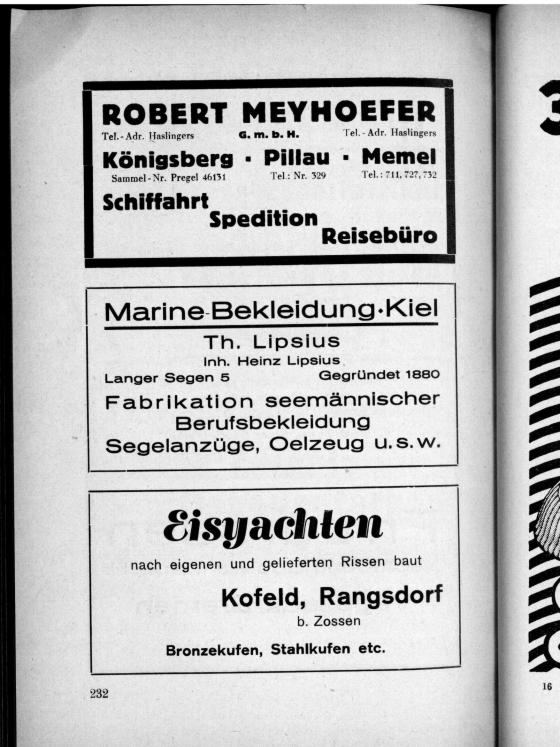 ROBERT MEYHOEFER
Tel.-Adr. Haslingers G. m. b. H. Tel.-Adr. Haslingers
Königsberg · Pillau · Memel
Sammel-Nr. Pregel 46131 Tel.: Nr. 329 Tel.: 711, 727, 732
Schiffahrt
Spedition
Reisebüro
Marine-Bekleidung·Kiel
Th. Lipsius
Inh. Heinz Lipsius
Langer Segen 5 Gegründet 1880
Fabrikation seemännischer
Berufsbekleidung
Segelanzüge, Oelzeug u.s.w.
Eisyachten
nach eigenen und gelieferten Rissen baut
Kofeld, Rangsdorf
b. Zossen
Bronzekufen, Stahlkufen etc.
232
16